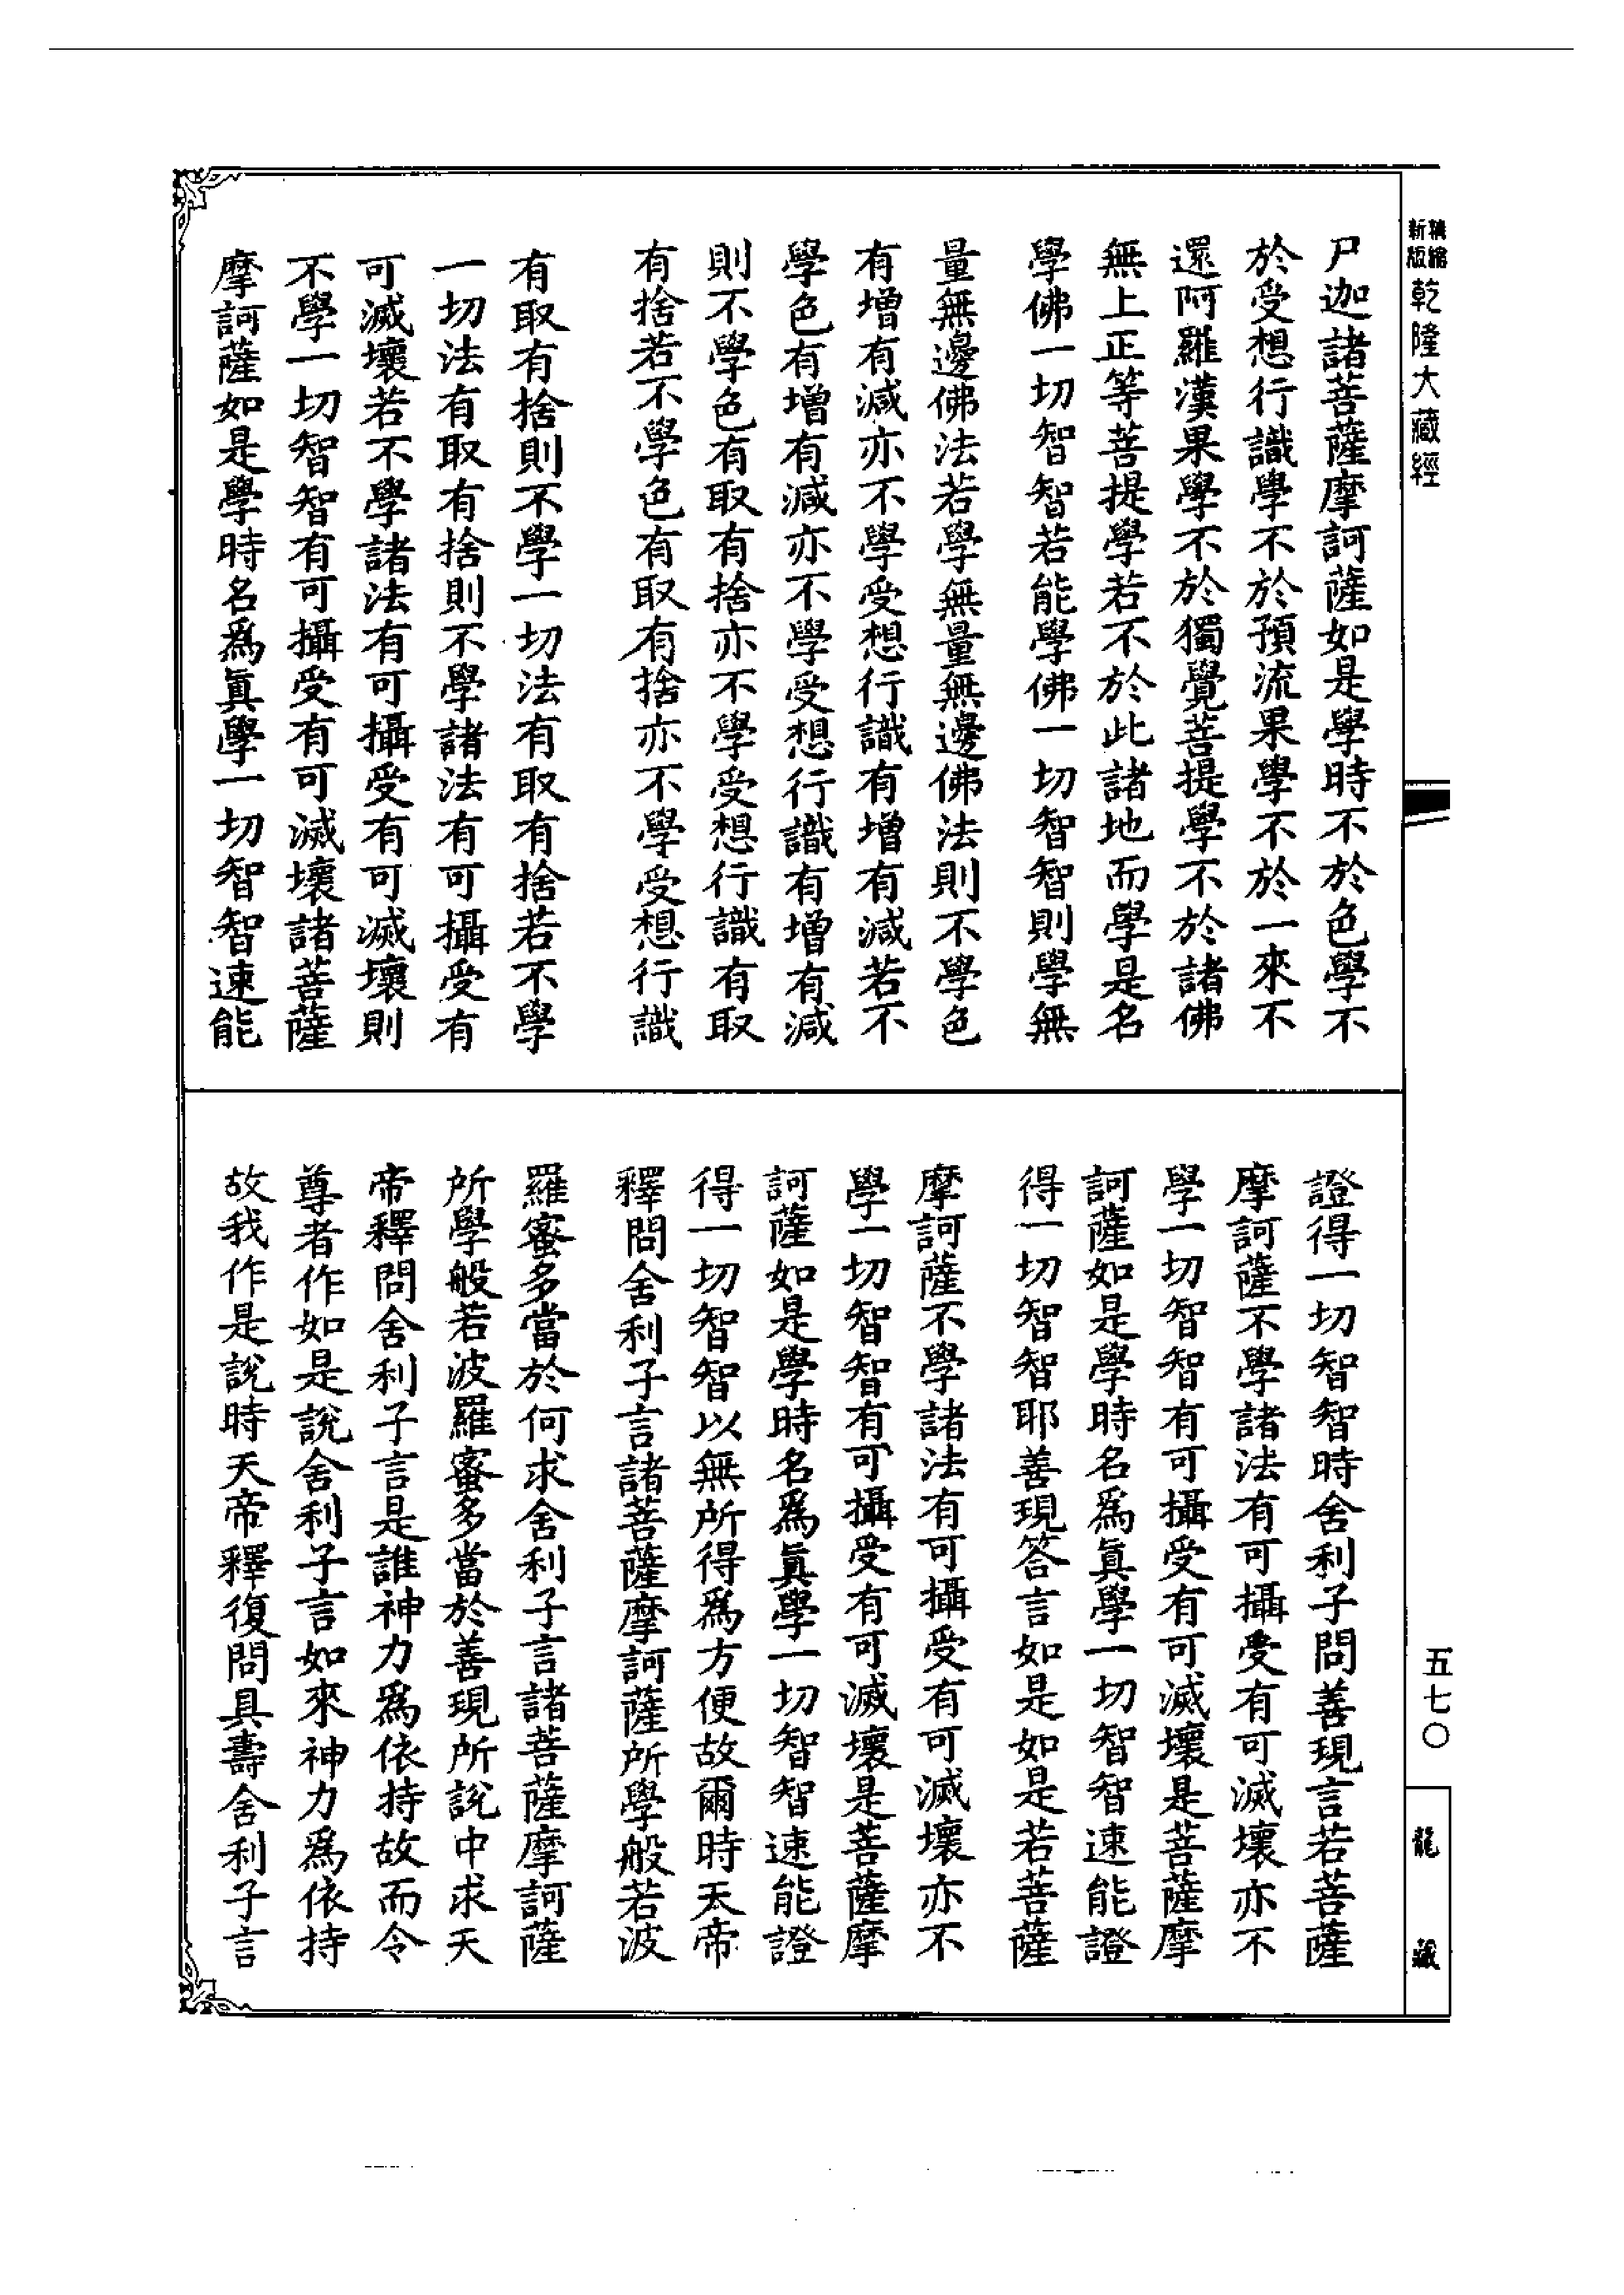 精縮新版乾隆大藏經
尸迦諸菩薩摩訶薩如是學時不於色學不
於受想行識學不於預流果學不於一來不
還阿羅漢果學不於獨覺菩提學不於諸佛
無上正等菩提學若不於此諸地而學是名
學佛一切智智若能學佛一切智智則學無
量無邊佛法若學無量無邊佛法則不學色
有增有減亦不學受想行識有增有減若不
學色有增有減亦不學受想行識有增有減
則不學色有取有捨亦不學受想行識有取
有捨若不學色有取有捨亦不學受想行識
有取有捨則不學一切法有取有捨若不學
一切法有取有捨則不學諸法有可攝受有
可滅壞若不學諸法有可攝受有可滅壞則
不學一切智智有可攝受有可滅壞諸菩薩
摩訶薩如是學時名爲眞學一切智智速能
證得一切智智時舍利子問善現言若菩薩
摩訶薩不學諸法有可攝受有可滅壞亦不
學一切智智有可攝受有可滅壞是菩薩摩
訶薩如是學時名爲眞學一切智智速能證
得一切智智耶善現答言如是如是若菩薩
摩訶薩不學諸法有可攝受有可滅壞亦不
學一切智智有可攝受有可滅壞是菩薩摩
訶薩如是學時名爲眞學一切智智速能證
得一切智智以無所得爲方便故爾時天帝
釋問舍利子言諸菩薩摩訶薩所學般若波
羅蜜多當於何求舍利子言諸菩薩摩訶薩
所學般若波羅蜜多當於善現所說中求天
帝釋問舍利子言是誰神力爲依持故而令
尊者作如是說舍利子言如來神力爲依持
故我作是說時天帝釋復問具壽舍利子言
五七〇
龍藏